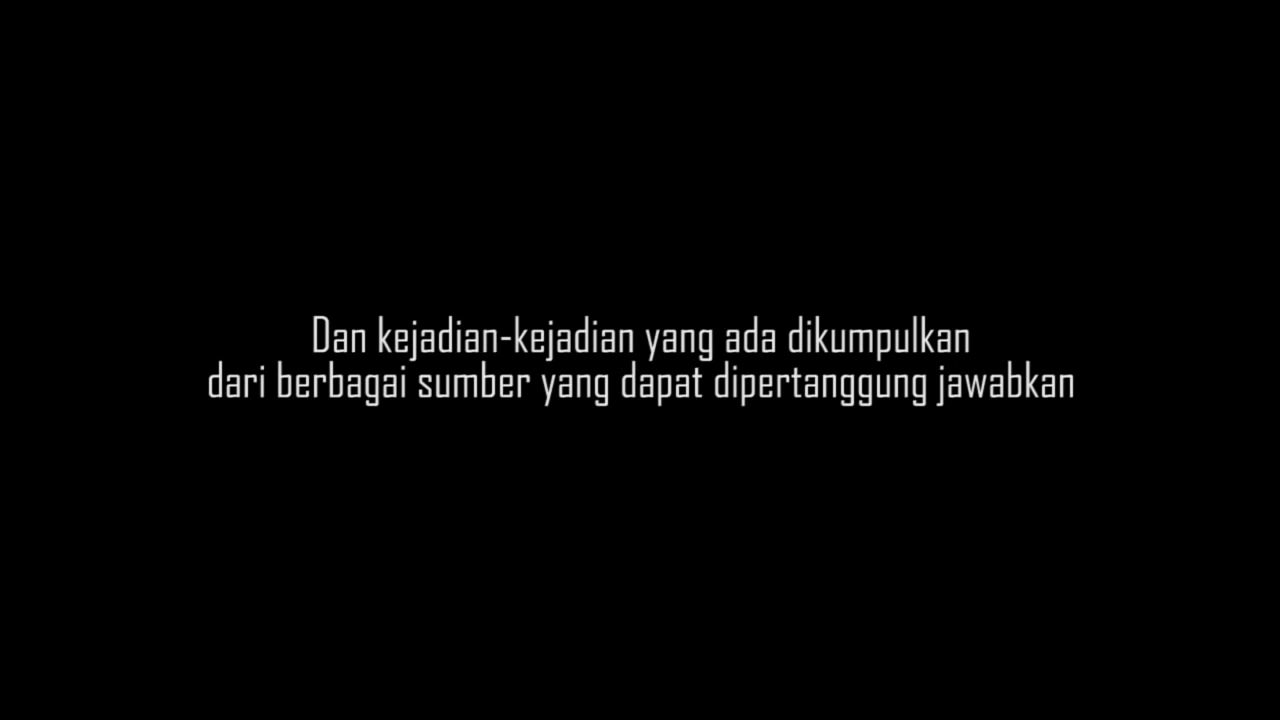 Dan kejadian-kejadian yang ada dikumpulkan
dari berbagai sumber yang dapat dipertanggung jawabkan